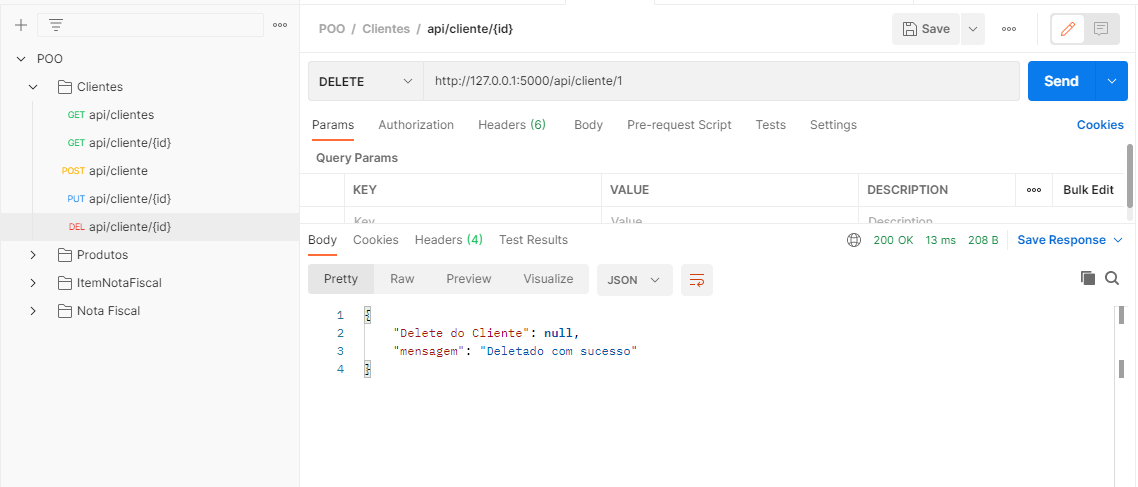 POO
Clientes
GET api/clientes
GET api/cliente/{id}
POST api/cliente
PUT api/cliente/{id}
DEL api/cliente/{id}
Produtos
ItemNotaFiscal
Nota Fiscal
POO / Clientes / api/cliente/{id}
Save
DELETE http://127.0.0.1:5000/api/cliente/1 Send
Params Authorization Headers (6) Body Pre-request Script Tests Settings Cookies
Query Params
KEY VALUE DESCRIPTION Bulk Edit
Key Value Description
Body Cookies Headers (4) Test Results 200 OK 13 ms 208 B Save Response
Pretty Raw Preview Visualize JSON
1 {
2 "Delete do Cliente": null,
3 "mensagem": "Deletado com sucesso"
4 }